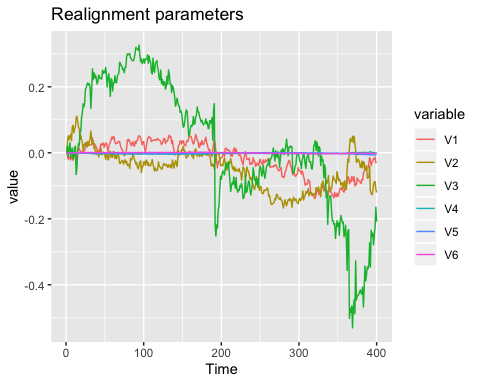 Realignment parameters
value
0.2
0.0
-0.2
-0.4
0
100
200
300
400
Time
variable
V1
V2
V3
V4
V5
V6